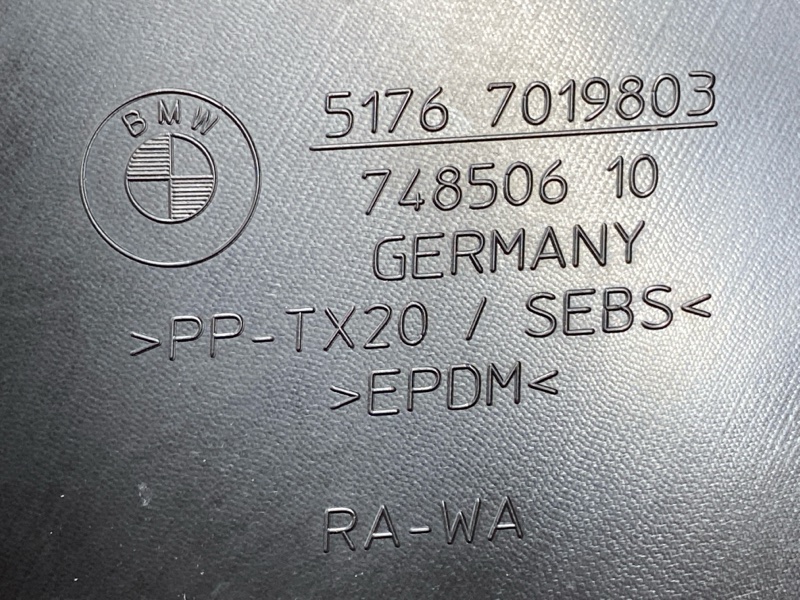 BMW
5176 7019803
748506 10
GERMANY
>PP-TX20 / SEBS<
>EPDM<
RA-WA